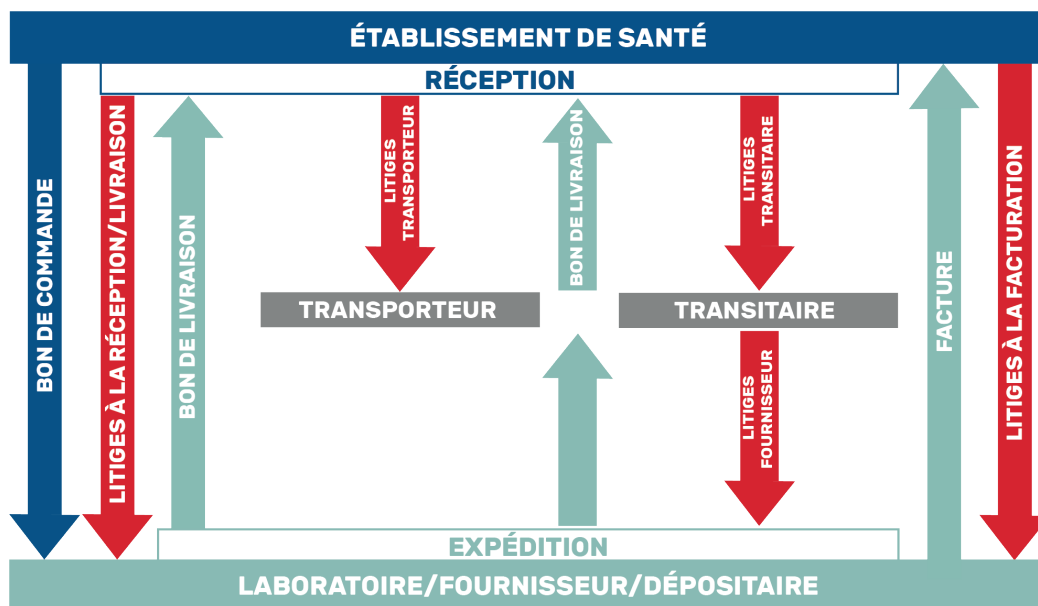 ÉTABLISSEMENT DE SANTÉ
RÉCEPTION
BON DE COMMANDE
LITIGES À LA RÉCEPTION/LIVRAISON
BON DE LIVRAISON
LITIGES
TRANSPORTEUR
BON DE LIVRAISON
LITIGES
TRANSITAIRE
FACTURE
LITIGES À LA FACTURATION
TRANSPORTEUR
TRANSITAIRE
LITIGES
FOURNISSEUR
EXPÉDITION
LABORATOIRE/FOURNISSEUR/DÉPOSITAIRE